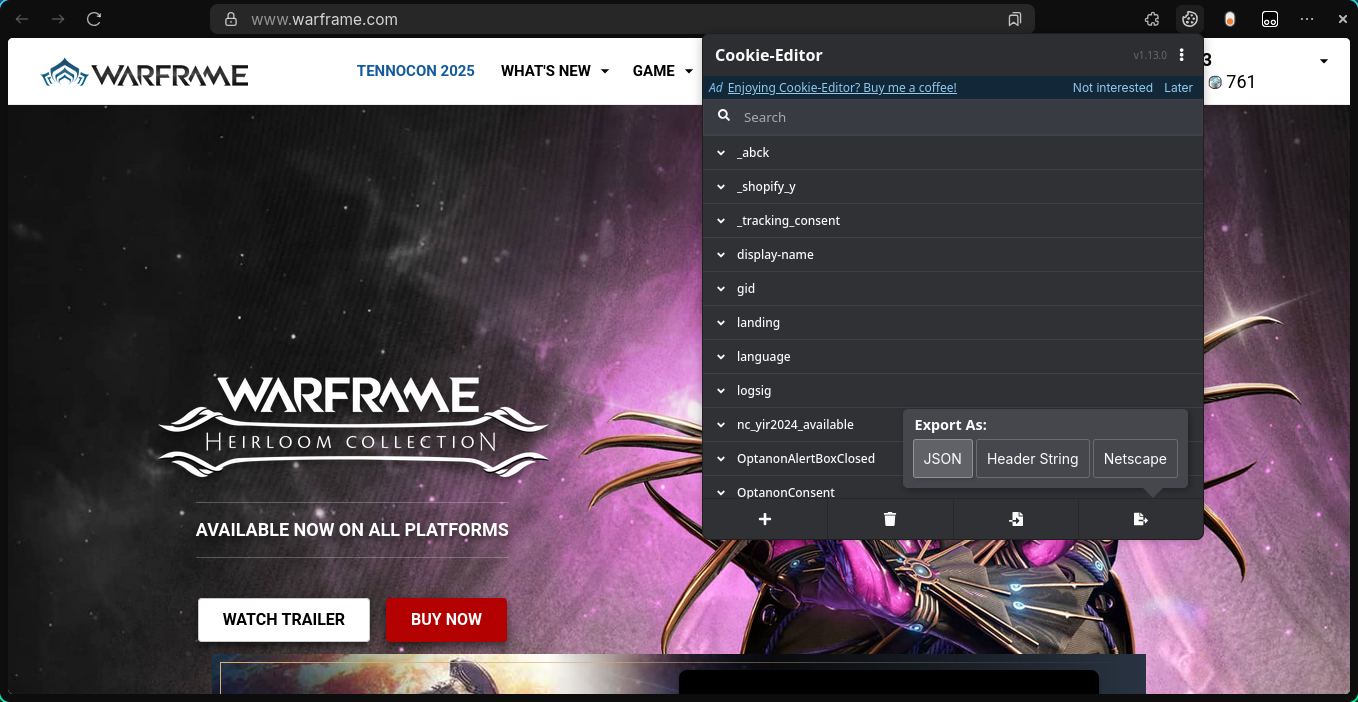 www.warframe.com
WARFRAME
TENNOCON 2025
WHAT'S NEW
GAME
3
761
Cookie-Editor
v1.13.0
Ad Enjoying Cookie-Editor? Buy me a coffee!
Not interested
Later
Search
_abck
_shopify_y
_tracking_consent
display-name
gid
landing
language
logsig
nc_yir2024_available
OptanonAlertBoxClosed
OptanonConsent
Export As:
JSON
Header String
Netscape
WARFRAME
HEIRLOOM COLLECTION
AVAILABLE NOW ON ALL PLATFORMS
WATCH TRAILER
BUY NOW